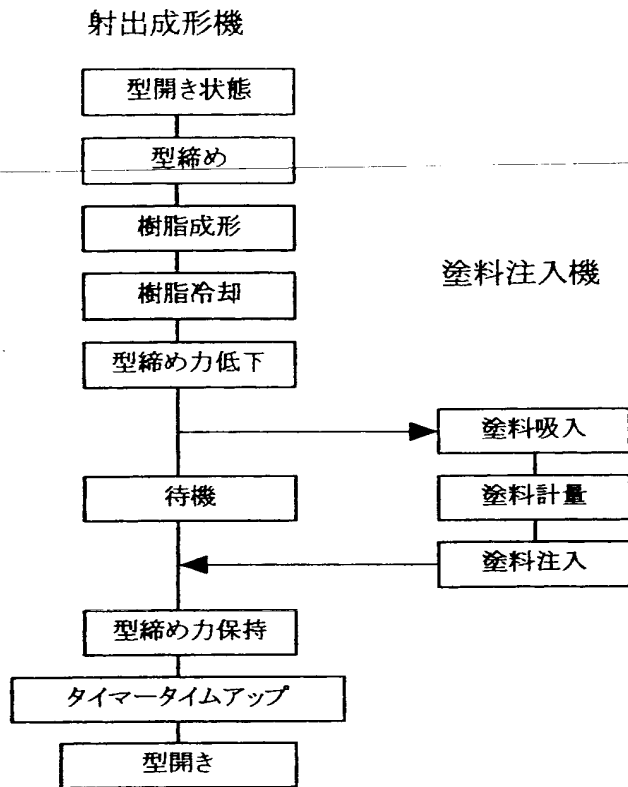 射出成形機
型開き状態
型締め
樹脂成形
樹脂冷却
塗料注入機
型締め力低下
塗料吸入
待機
塗料計量
塗料注入
型締め力保持
タイマータイムアップ
型開き